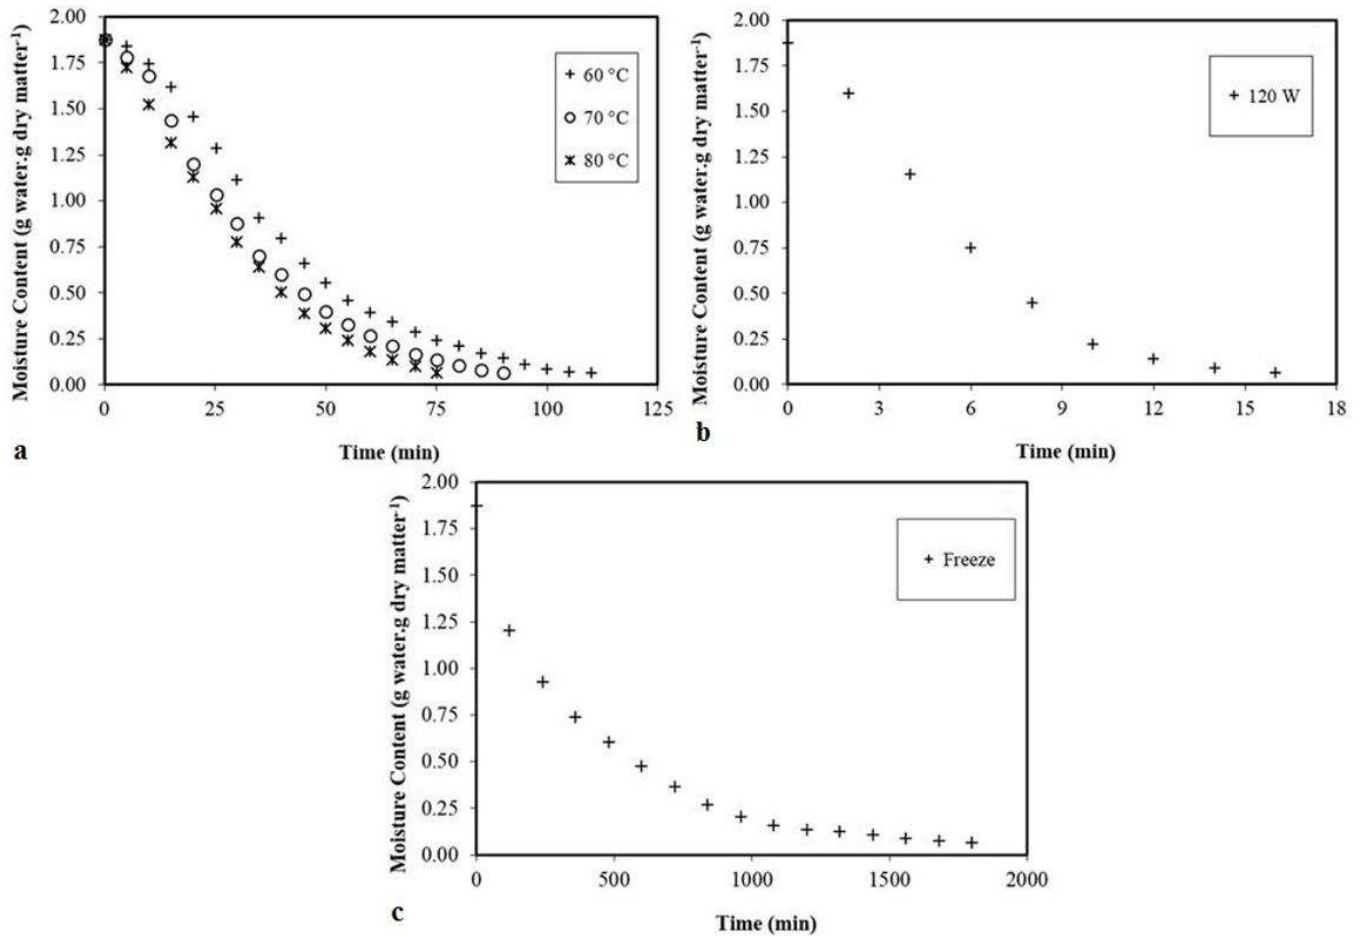 Moisture Content (g water.g dry matter⁻¹)
2.00
1.75
1.50
1.25
1.00
0.75
0.50
0.25
0.00
+ 60 °C
○ 70 °C
ж 80 °C
0 25 50 75 100 125
Time (min)
a
Moisture Content (g water.g dry matter⁻¹)
2.00
1.75
1.50
1.25
1.00
0.75
0.50
0.25
0.00
+ 120 W
0 3 6 9 12 15 18
Time (min)
b
Moisture Content (g water.g dry matter⁻¹)
2.00
1.75
1.50
1.25
1.00
0.75
0.50
0.25
0.00
+ Freeze
0 500 1000 1500 2000
Time (min)
c